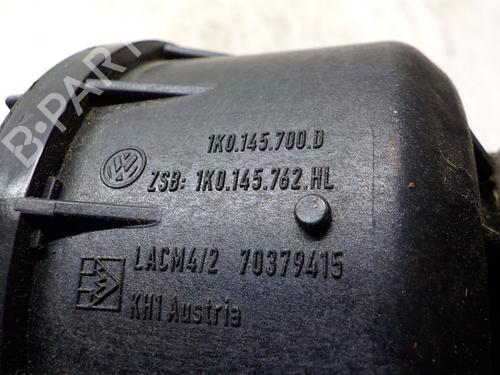 B-PARTS
1K0.145.700.D
ZSB: 1K0.145.762.HL
LACM4/2 70379415
KH1 Austria